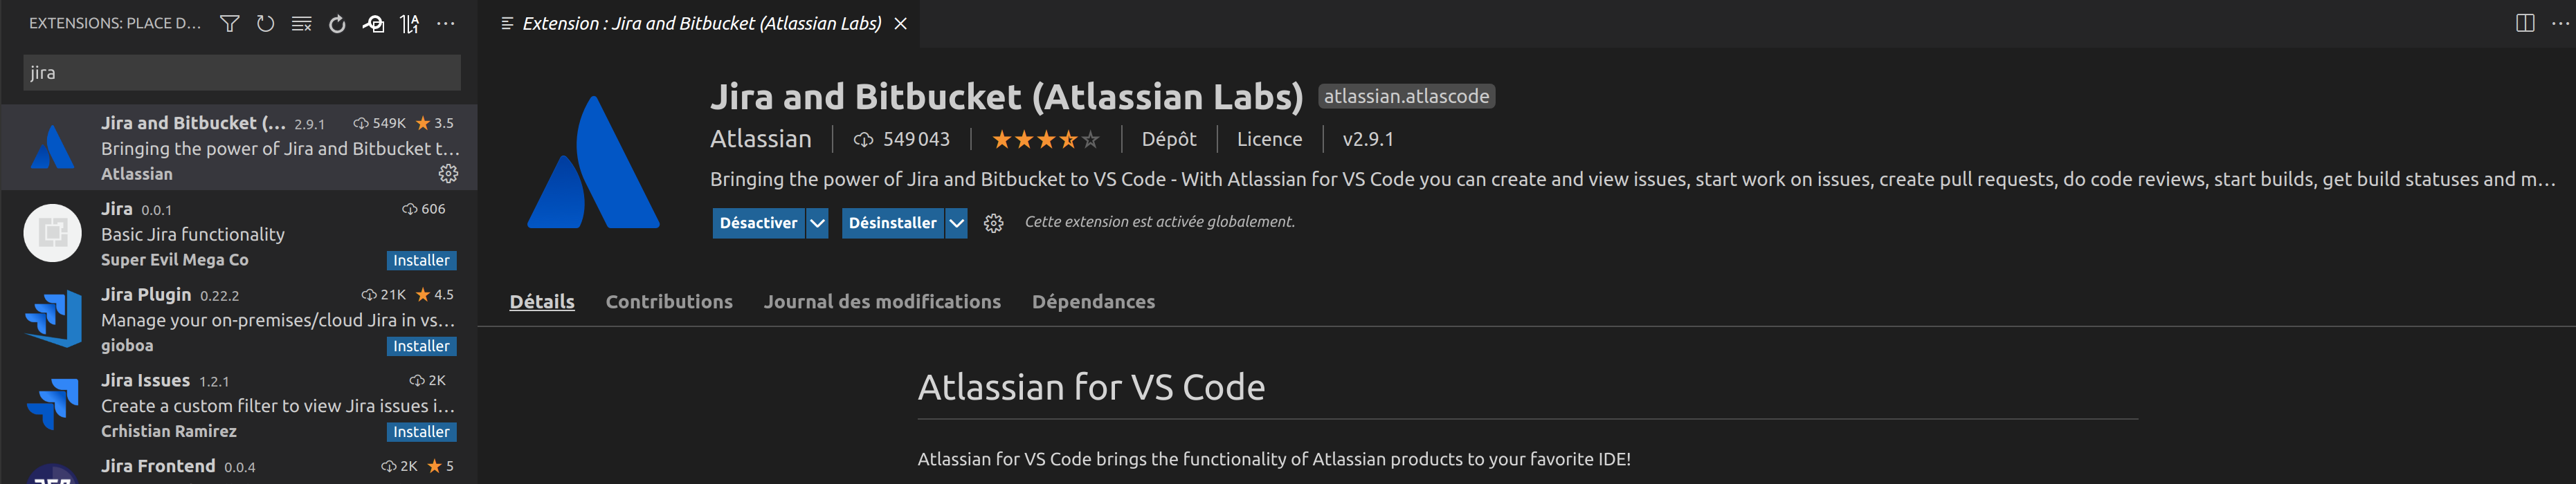 EXTENSIONS: PLACE D...
jira
Jira and Bitbucket (... 2.9.1 549K 3.5
Bringing the power of Jira and Bitbucket t...
Atlassian
Jira 0.0.1 606
Basic Jira functionality
Super Evil Mega Co Installer
Jira Plugin 0.22.2 21K 4.5
Manage your on-premises/cloud Jira in vs...
gioboa Installer
Jira Issues 1.2.1 2K
Create a custom filter to view Jira issues i...
Crhistian Ramirez Installer
Jira Frontend 0.0.4 2K 5
Extension : Jira and Bitbucket (Atlassian Labs)
Jira and Bitbucket (Atlassian Labs) atlassian.atlascode
Atlassian 549 043 Dépôt Licence v2.9.1
Bringing the power of Jira and Bitbucket to VS Code - With Atlassian for VS Code you can create and view issues, start work on issues, create pull requests, do code reviews, start builds, get build statuses and m...
Désactiver Désinstaller Cette extension est activée globalement.
Détails Contributions Journal des modifications Dépendances
Atlassian for VS Code
Atlassian for VS Code brings the functionality of Atlassian products to your favorite IDE!